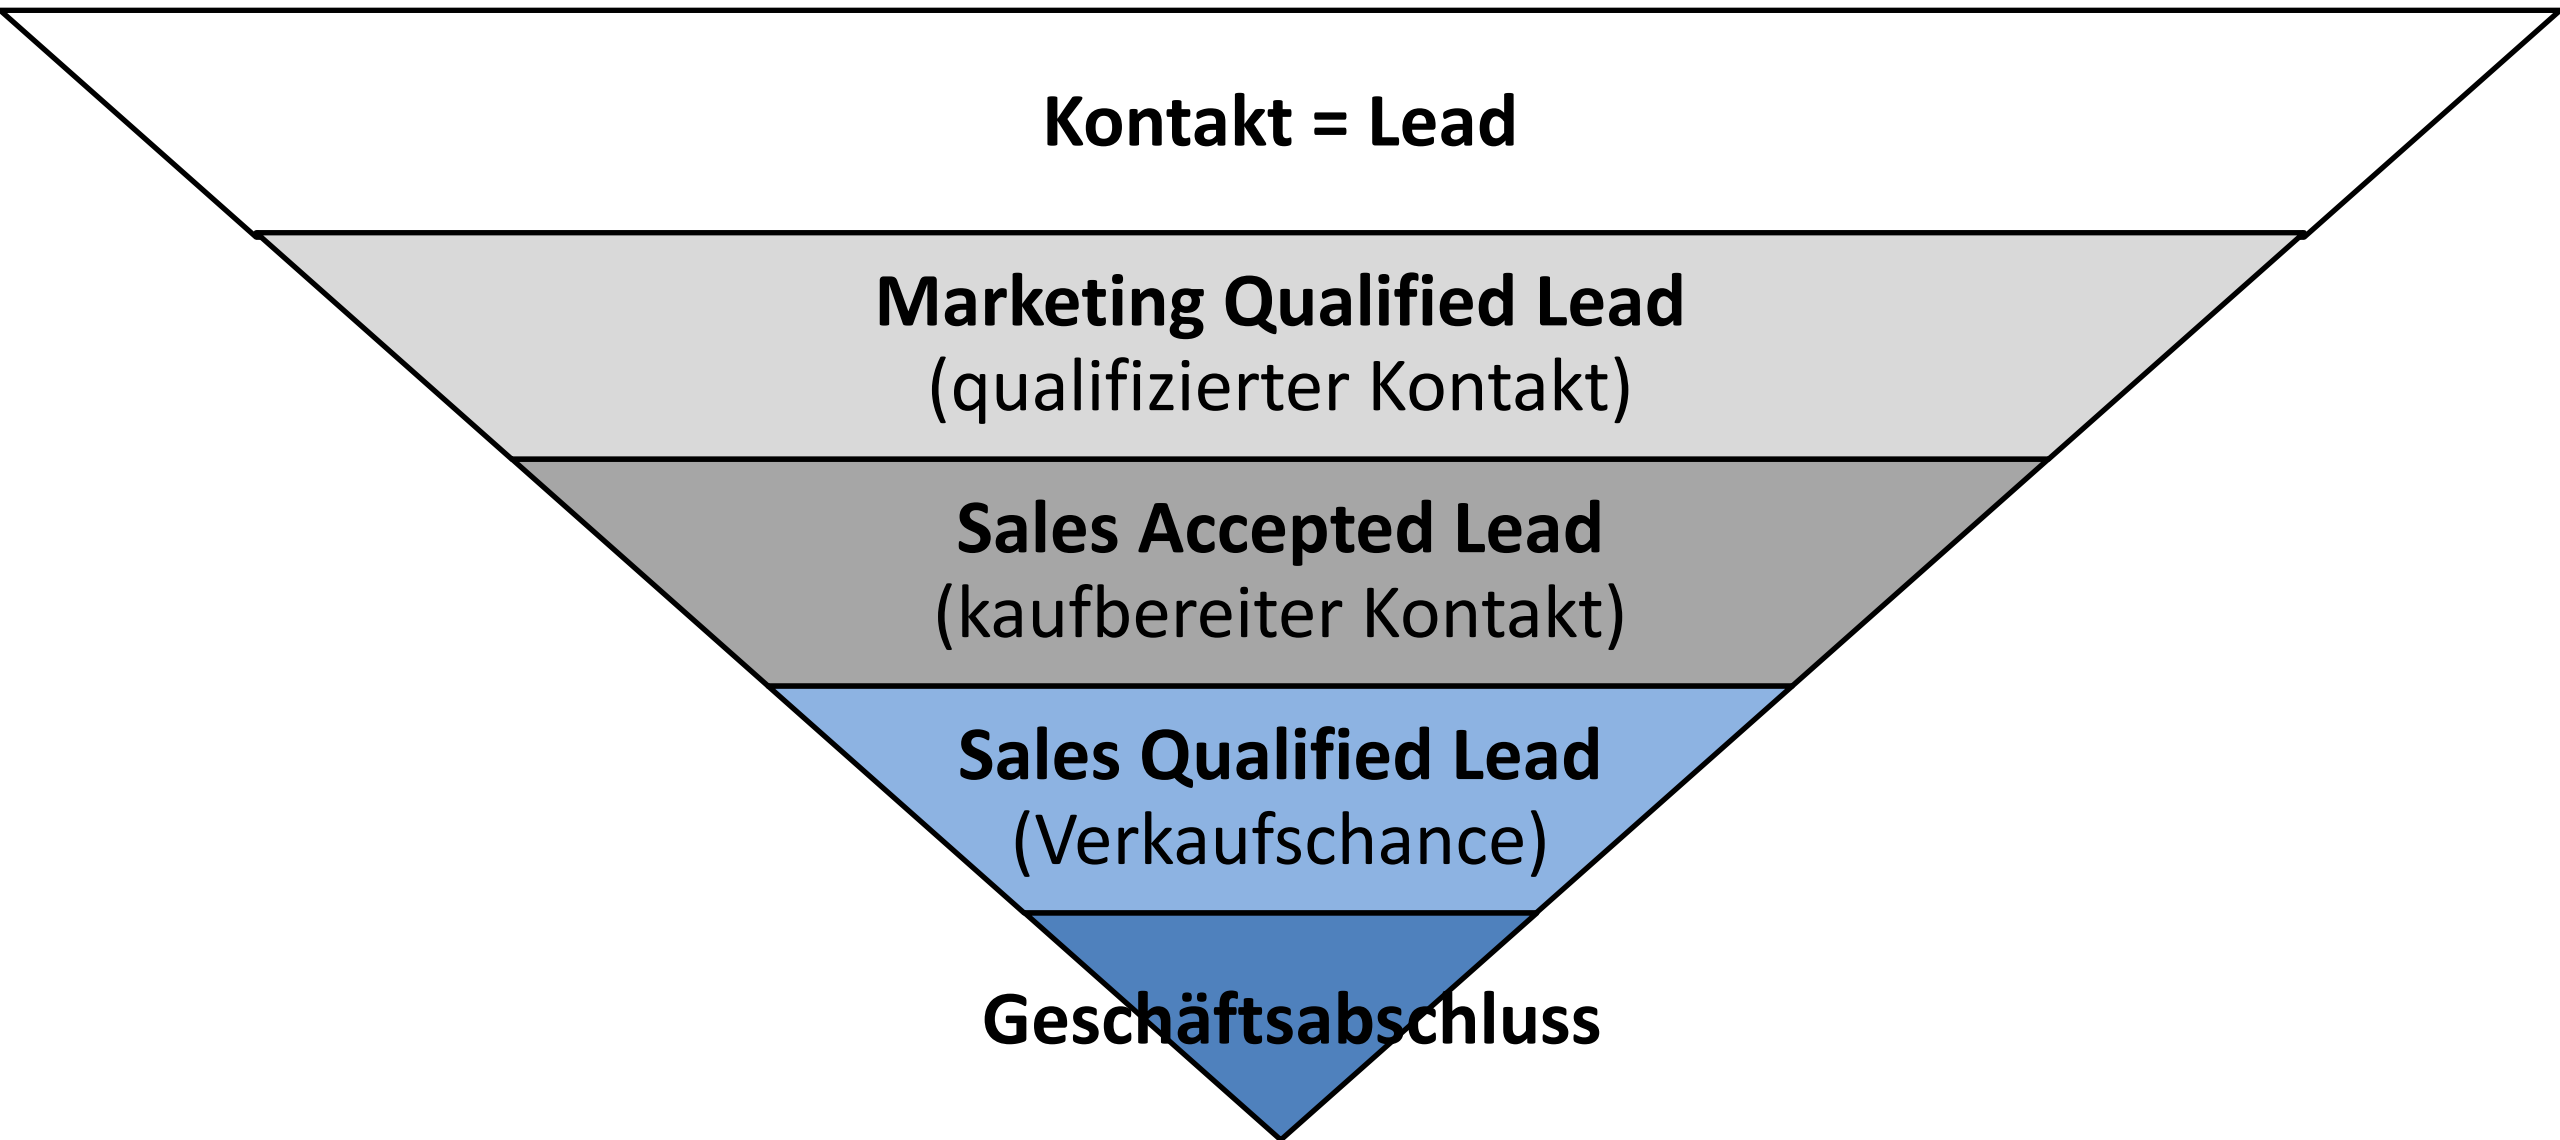 Kontakt = Lead
Marketing Qualified Lead
(qualifizierter Kontakt)
Sales Accepted Lead
(kaufbereiter Kontakt)
Sales Qualified Lead
(Verkaufschance)
Geschäftsabschluss